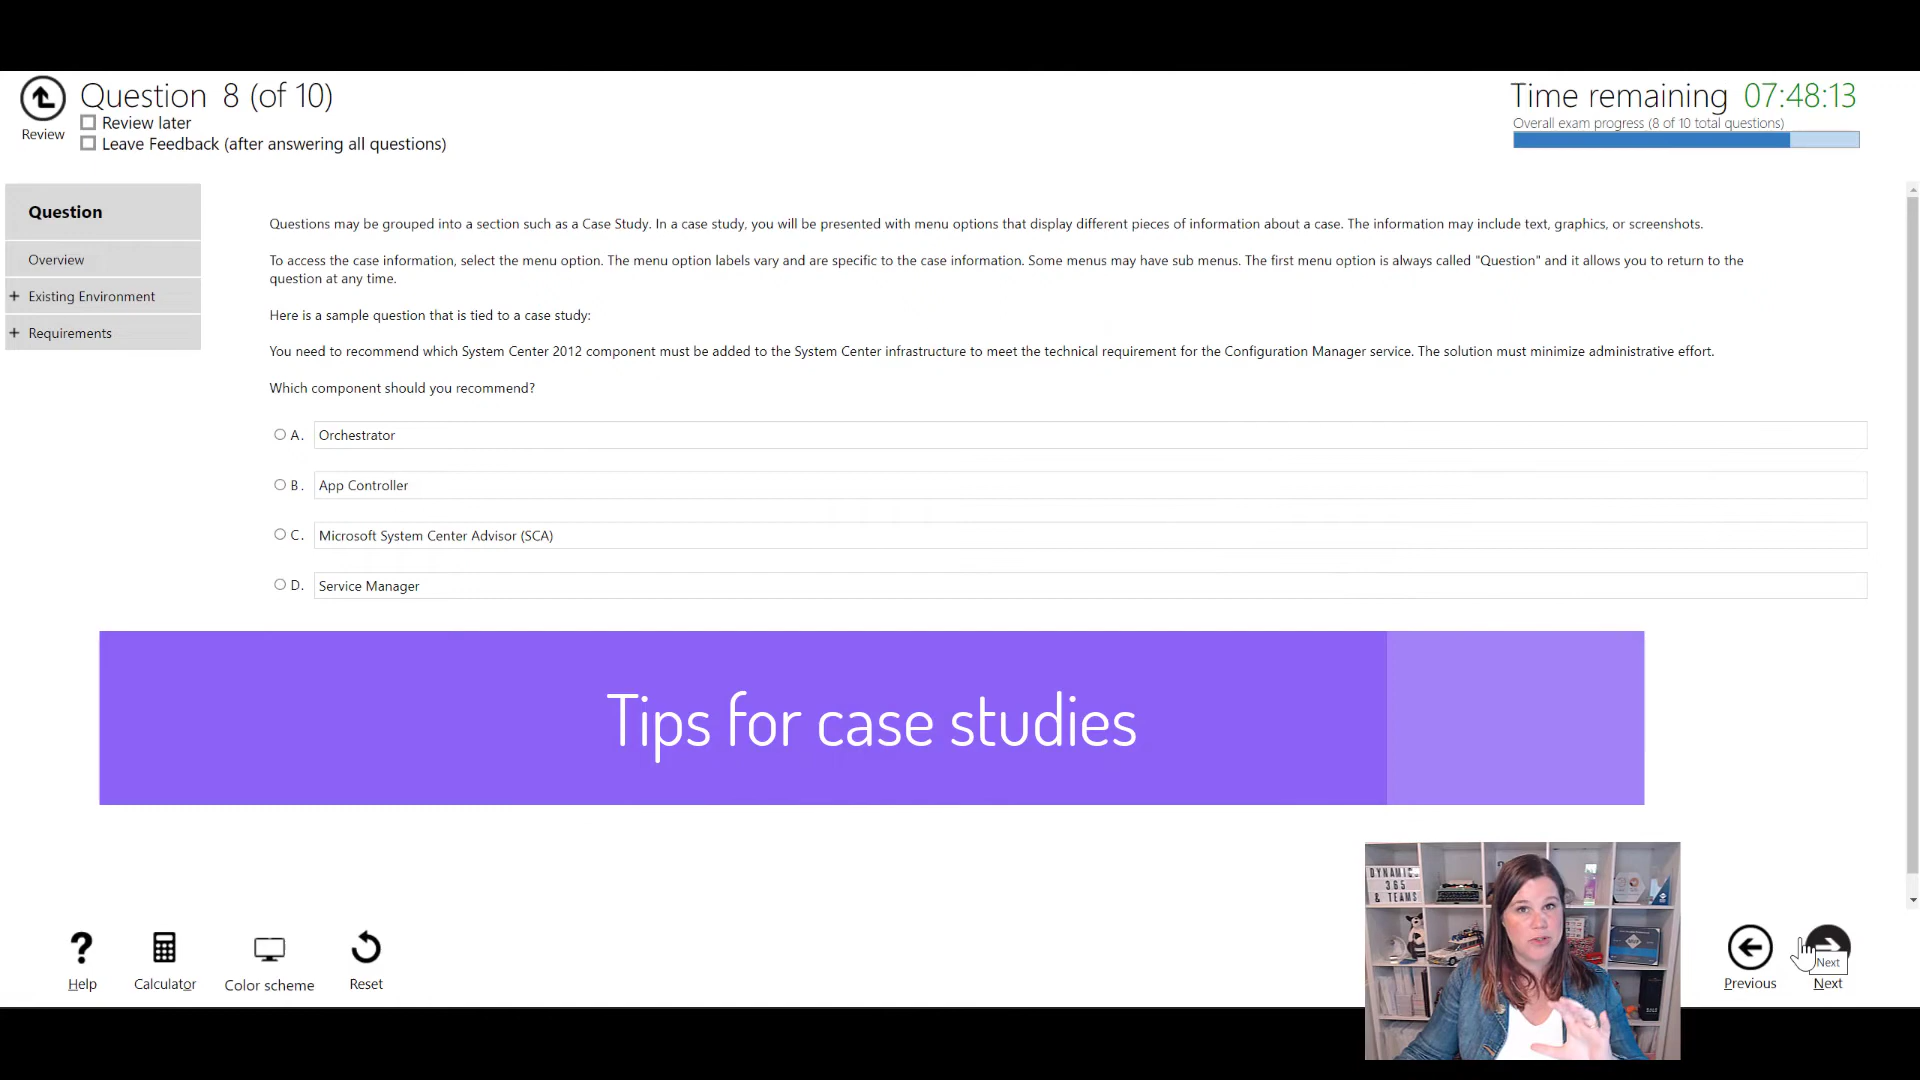 Question 8 (of 10)
Review later
Review
Leave Feedback (after answering all questions)
Time remaining 07:48:13
Overall exam progress (8 of 10 total questions)
Question
Overview
+ Existing Environment
+ Requirements
Questions may be grouped into a section such as a Case Study. In a case study, you will be presented with menu options that display different pieces of information about a case. The information may include text, graphics, or screenshots.
To access the case information, select the menu option. The menu option labels vary and are specific to the case information. Some menus may have sub menus. The first menu option is always called "Question" and it allows you to return to the
question at any time.
Here is a sample question that is tied to a case study:
You need to recommend which System Center 2012 component must be added to the System Center infrastructure to meet the technical requirement for the Configuration Manager service. The solution must minimize administrative effort.
Which component should you recommend?
A. Orchestrator
B. App Controller
C. Microsoft System Center Advisor (SCA)
D. Service Manager
Tips for case studies
DYNAMIC
365
& TEAMS
? Help
Calculator
Color scheme
Reset
Previous
Next
Next